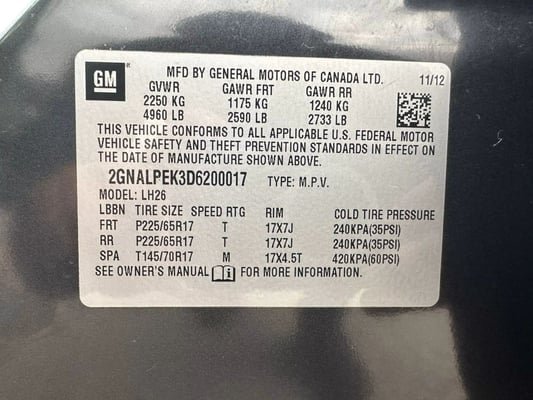 GM MFD BY GENERAL MOTORS OF CANADA LTD. 11/12
GVWR GAWR FRT GAWR RR
2250 KG 1175 KG 1240 KG
4960 LB 2590 LB 2733 LB
THIS VEHICLE CONFORMS TO ALL APPLICABLE U.S. FEDERAL MOTOR
VEHICLE SAFETY AND THEFT PREVENTION STANDARDS IN EFFECT ON
THE DATE OF MANUFACTURE SHOWN ABOVE.
2GNALPEK3D6200017 TYPE: M.P.V.
MODEL: LH26
LBBN TIRE SIZE SPEED RTG RIM COLD TIRE PRESSURE
FRT P225/65R17 T 17X7J 240KPA(35PSI)
RR P225/65R17 T 17X7J 240KPA(35PSI)
SPA T145/70R17 M 17X4.5T 420KPA(60PSI)
SEE OWNER'S MANUAL i FOR MORE INFORMATION.